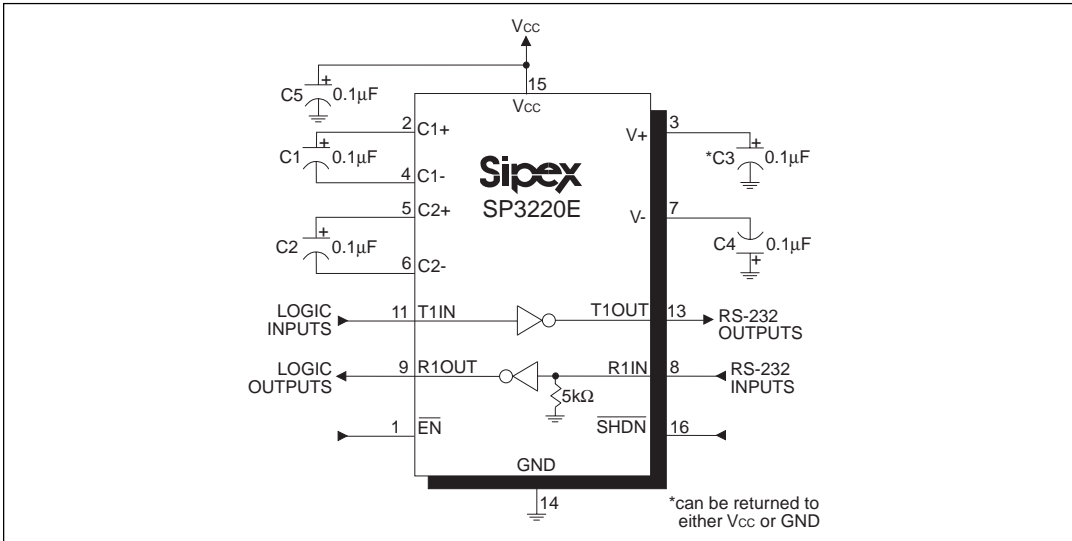 Vcc
+
C5 0.1µF
15
Vcc
2 C1+
+
C1 0.1µF
4 C1-
5 C2+
+
C2 0.1µF
6 C2-
Sipex
SP3220E
V+ 3
+
*C3 0.1µF
V- 7
C4 0.1µF
+
LOGIC
INPUTS
11 T1IN
T1OUT 13
RS-232
OUTPUTS
LOGIC
OUTPUTS
9 R1OUT
R1IN 8
RS-232
INPUTS
5kΩ
1 EN
SHDN 16
GND
14
*can be returned to
either Vcc or GND